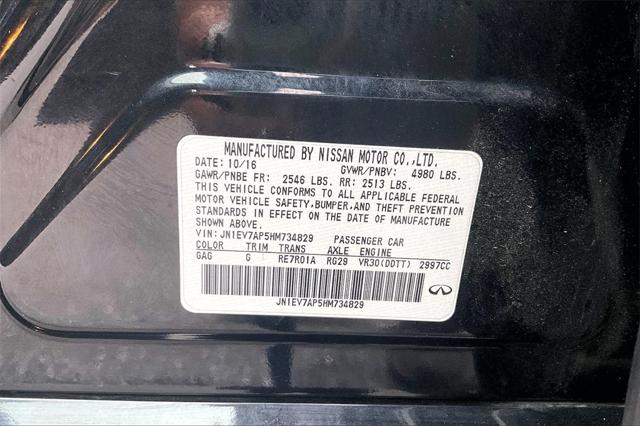 MANUFACTURED BY NISSAN MOTOR CO.,LTD.
DATE: 10/16 GVWR/PNBV: 4980 LBS.
GAWR/PNBE FR: 2546 LBS. RR: 2513 LBS.
THIS VEHICLE CONFORMS TO ALL APPLICABLE FEDERAL
MOTOR VEHICLE SAFETY,BUMPER,AND THEFT PREVENTION
STANDARDS IN EFFECT ON THE DATE OF MANUFACTURE
SHOWN ABOVE.
VIN: JN1EV7AP5HM734829 PASSENGER CAR
COLOR TRIM TRANS AXLE ENGINE
GAG G RE7R01A RG29 VR30(DDTT) 2997CC
JN1EV7AP5HM734829